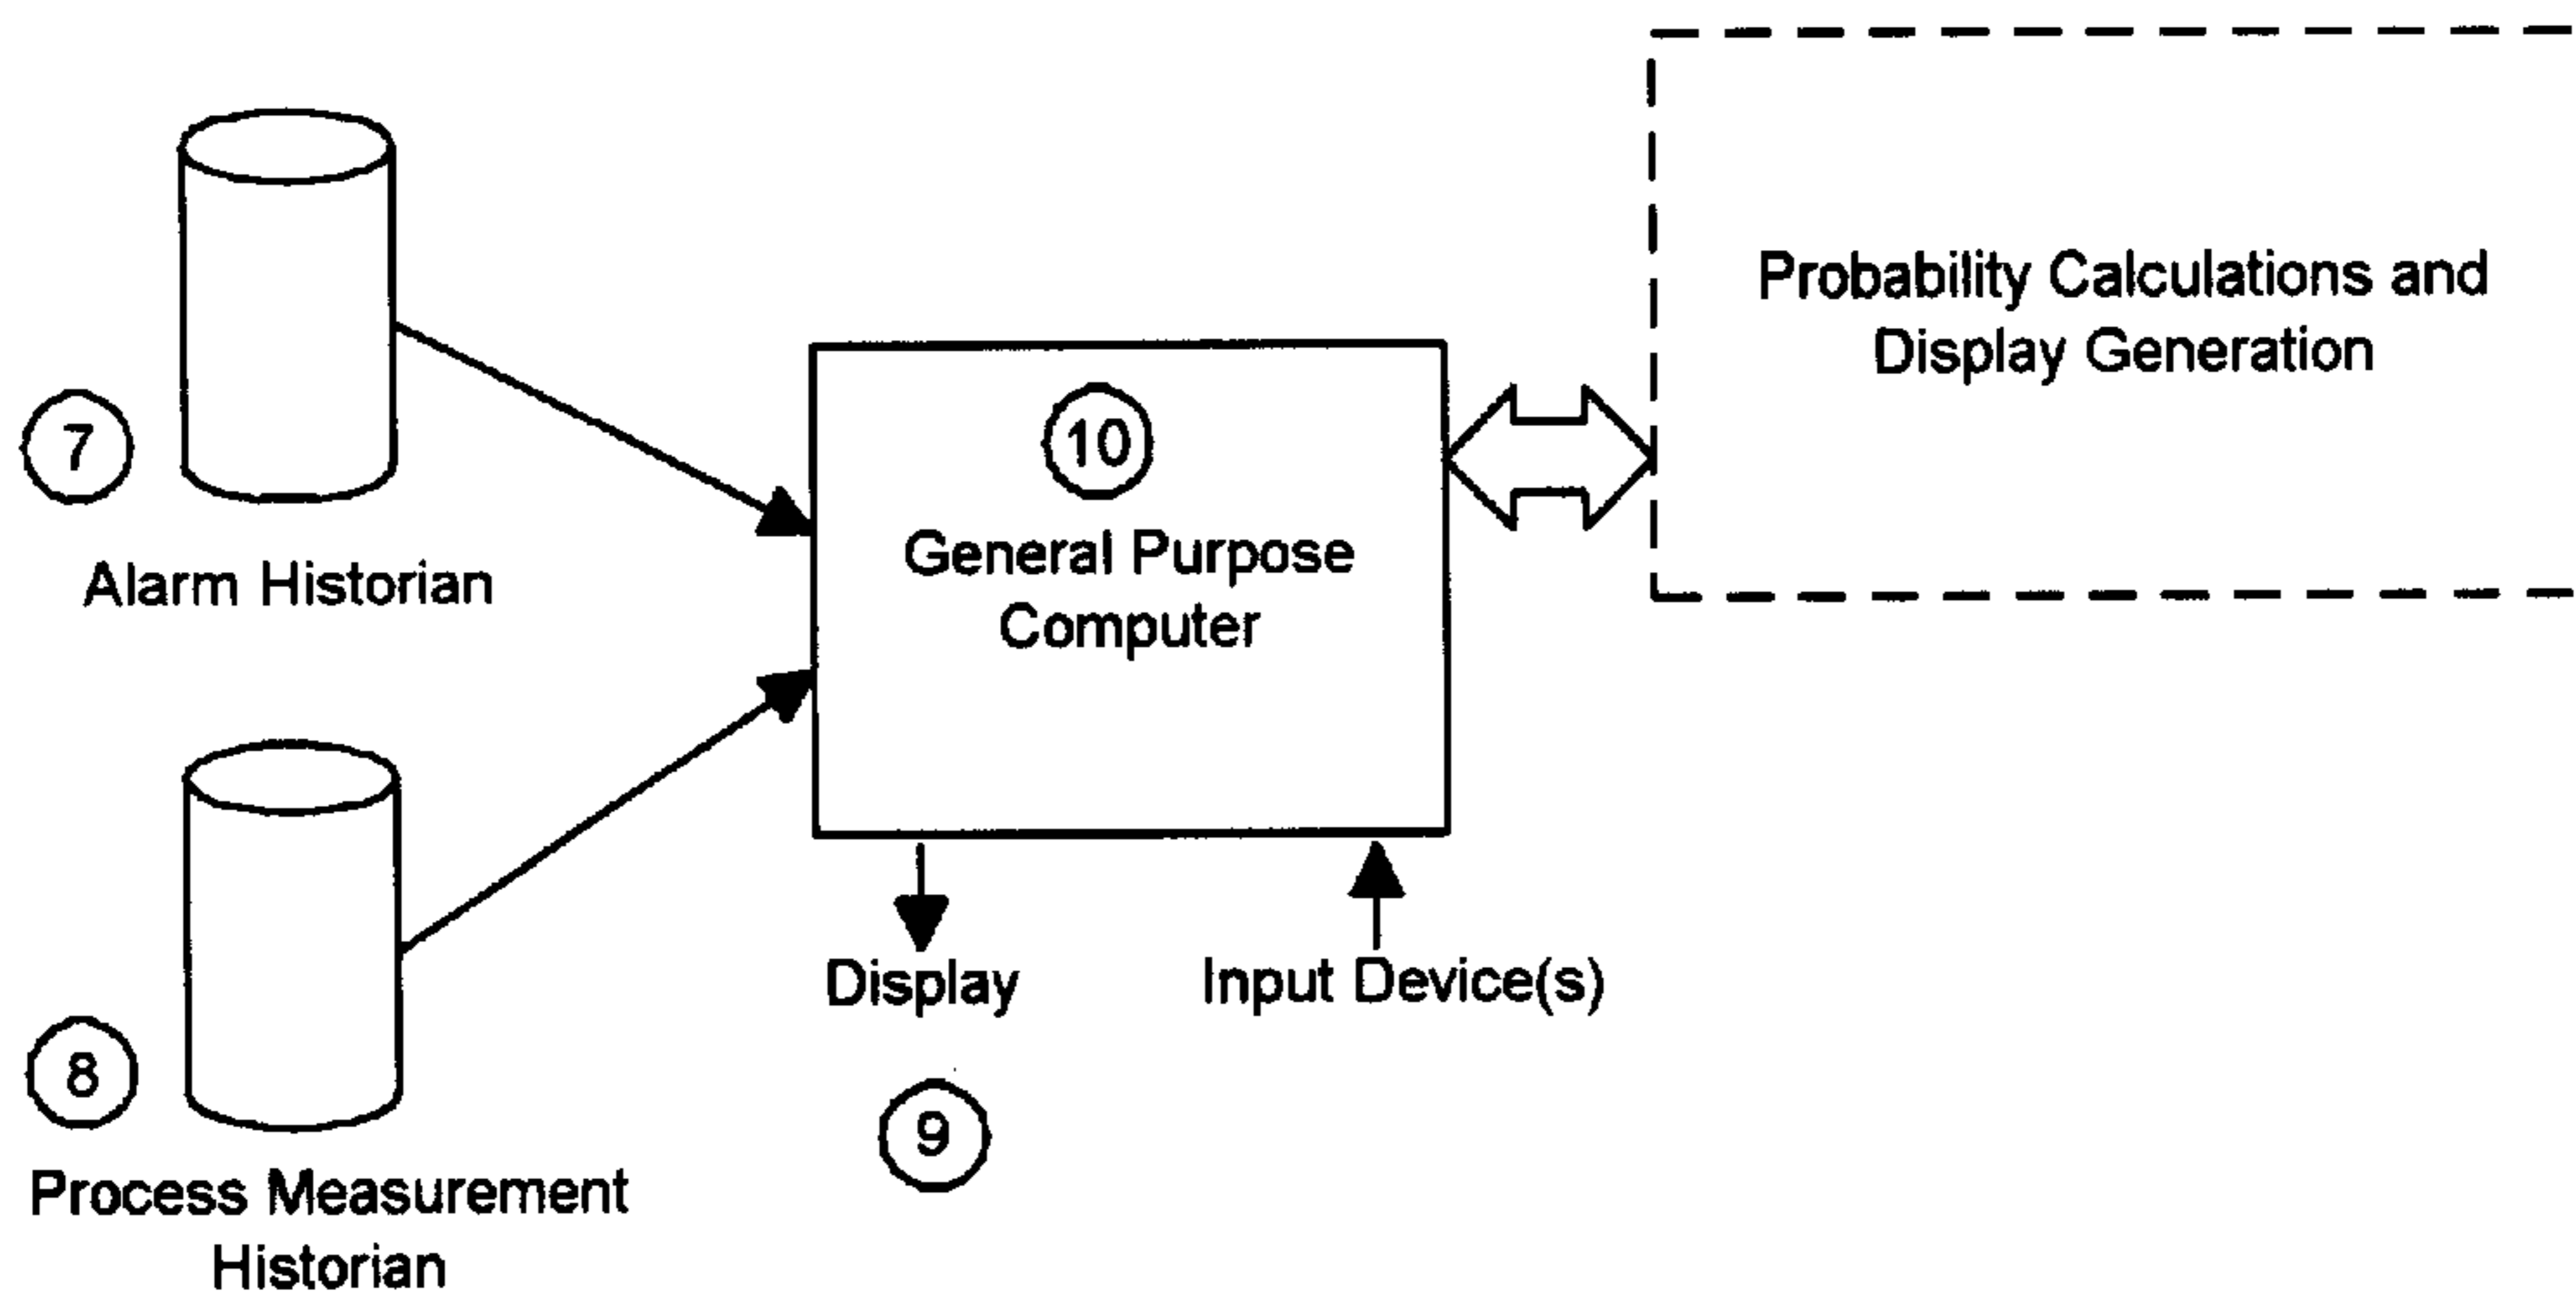 Probability Calculations and
Display Generation
7
Alarm Historian
10
General Purpose
Computer
8
Process Measurement
Historian
Display
Input Device(s)
9